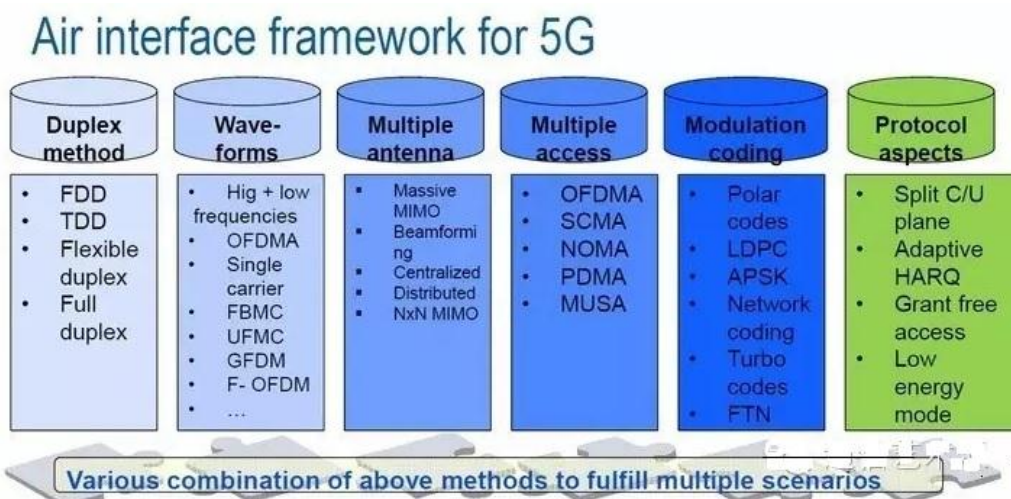 Air interface framework for 5G
Duplex
method
Wave-
forms
Multiple
antenna
Multiple
access
Modulation
coding
Protocol
aspects
• FDD
• TDD
• Flexible
duplex
• Full
duplex
• Hig + low
frequencies
• OFDMA
• Single
carrier
• FBMC
• UFMC
• GFDM
• F- OFDM
• ...
▪ Massive
MIMO
▪ Beamformi
ng
▪ Centralized
▪ Distributed
▪ NxN MIMO
• OFDMA
• SCMA
• NOMA
• PDMA
• MUSA
• Polar
codes
• LDPC
• APSK
• Network
coding
• Turbo
codes
• FTN
• Split C/U
plane
• Adaptive
HARQ
• Grant free
access
• Low
energy
mode
Various combination of above methods to fulfill multiple scenarios